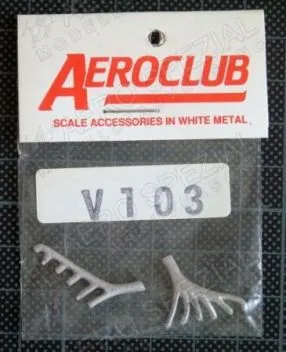 AEROCLUB
SCALE ACCESSORIES IN WHITE METAL
V103